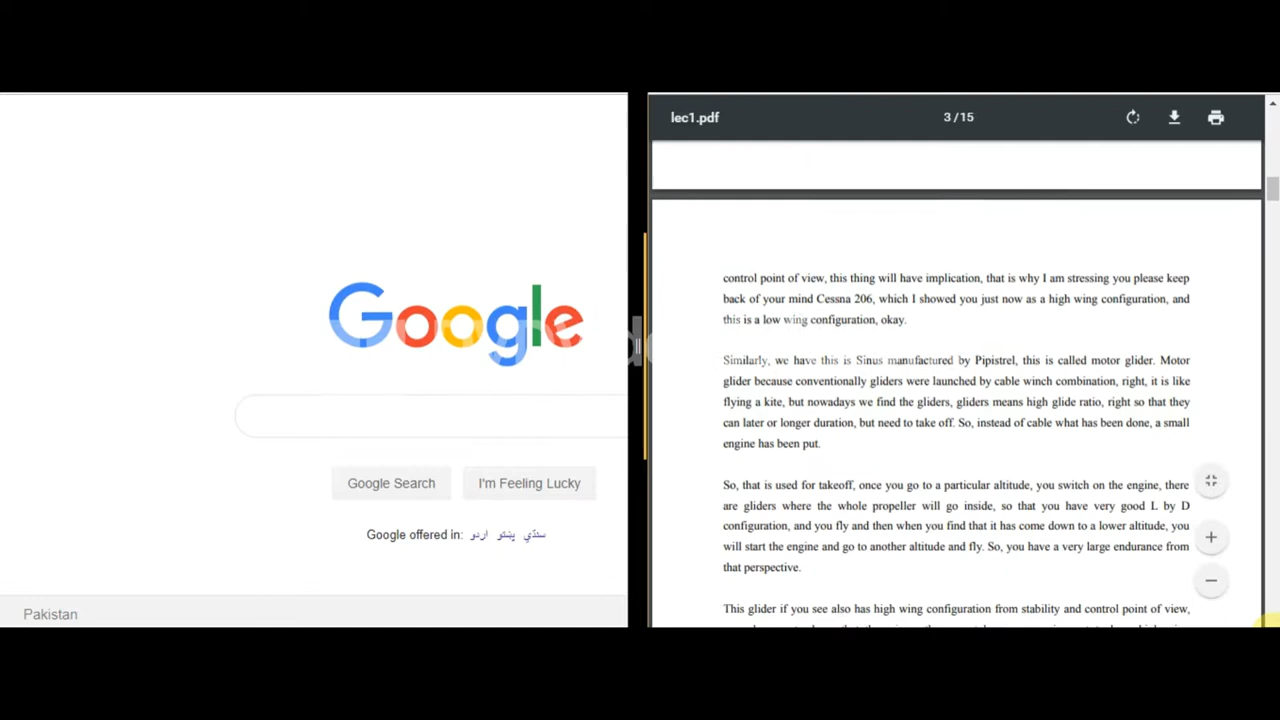 Google
Google Search
I'm Feeling Lucky
Google offered in: اردو پښتو سنڌي
Pakistan
lec1.pdf
3 / 15
control point of view, this thing will have implication, that is why I am stressing you please keep
back of your mind Cessna 206, which I showed you just now as a high wing configuration, and
this is a low wing configuration, okay.
Similarly, we have this is Sinus manufactured by Pipistrel, this is called motor glider. Motor
glider because conventionally gliders were launched by cable winch combination, right, it is like
flying a kite, but nowadays we find the gliders, gliders means high glide ratio, right so that they
can later or longer duration, but need to take off. So, instead of cable what has been done, a small
engine has been put.
So, that is used for takeoff, once you go to a particular altitude, you switch on the engine, there
are gliders where the whole propeller will go inside, so that you have very good L by D
configuration, and you fly and then when you find that it has come down to a lower altitude, you
will start the engine and go to another altitude and fly. So, you have a very large endurance from
that perspective.
This glider if you see also has high wing configuration from stability and control point of view,